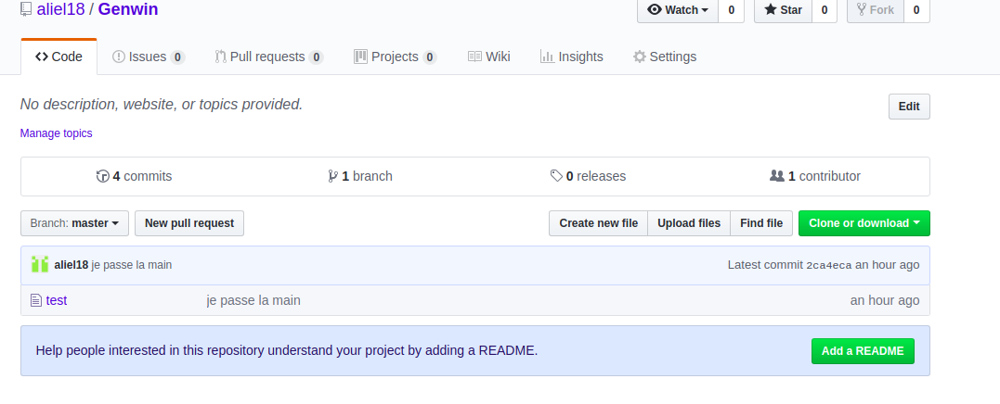 aliel18 / Genwin Watch 0 Star 0 Fork 0
Code Issues 0 Pull requests 0 Projects 0 Wiki Insights Settings
No description, website, or topics provided. Edit
Manage topics
4 commits 1 branch 0 releases 1 contributor
Branch: master New pull request Create new file Upload files Find file Clone or download
aliel18 je passe la main Latest commit 2ca4eca an hour ago
test je passe la main an hour ago
Help people interested in this repository understand your project by adding a README. Add a README